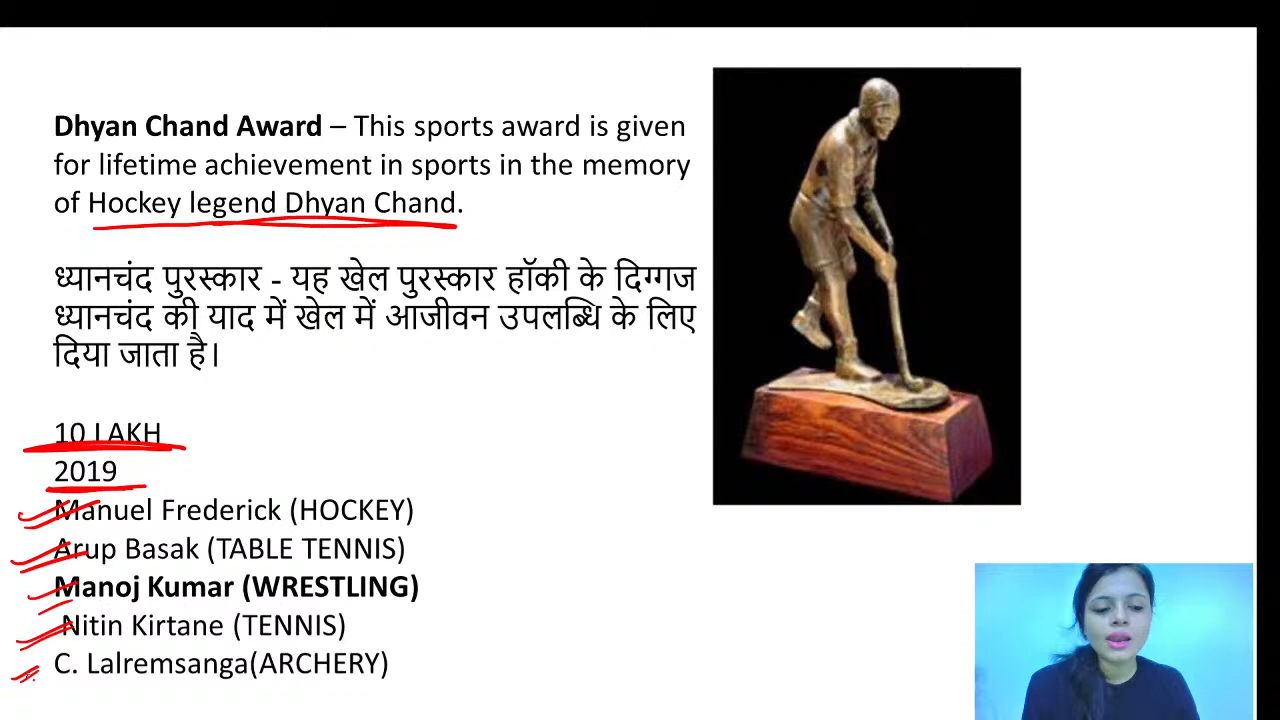 Dhyan Chand Award – This sports award is given
for lifetime achievement in sports in the memory
of Hockey legend Dhyan Chand.
ध्यानचंद पुरस्कार - यह खेल पुरस्कार हॉकी के दिग्गज
ध्यानचंद की याद में खेल में आजीवन उपलब्धि के लिए
दिया जाता है।
10 LAKH
2019
Manuel Frederick (HOCKEY)
Arup Basak (TABLE TENNIS)
Manoj Kumar (WRESTLING)
Nitin Kirtane (TENNIS)
C. Lalremsanga(ARCHERY)